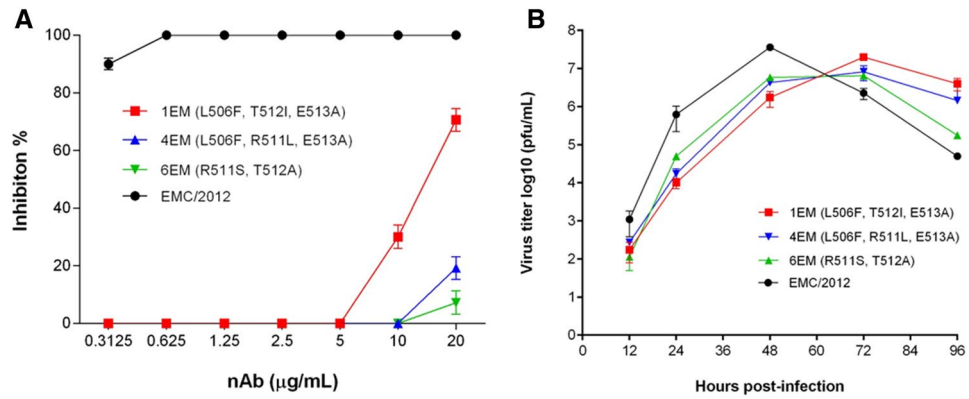 A
Inhibiton %
100
80
60
40
20
0
1EM (L506F, T512I, E513A)
4EM (L506F, R511L, E513A)
6EM (R511S, T512A)
EMC/2012
0.3125 0.625 1.25 2.5 5 10 20
nAb (µg/mL)
B
Virus titer log10 (pfu/mL)
8
7
6
5
4
3
2
1
0
1EM (L506F, T512I, E513A)
4EM (L506F, R511L, E513A)
6EM (R511S, T512A)
EMC/2012
0 12 24 36 48 60 72 84 96
Hours post-infection